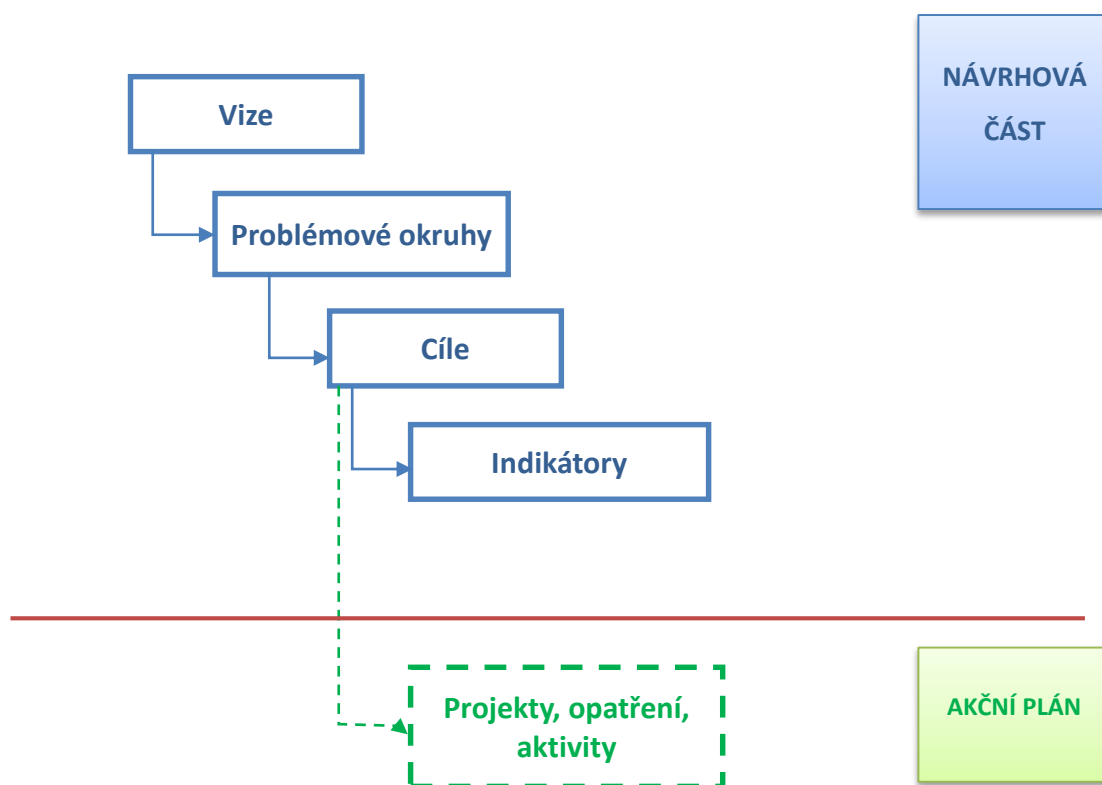 NÁVRHOVÁ
ČÁST
Vize
Problémové okruhy
Cíle
Indikátory
Projekty, opatření,
aktivity
AKČNÍ PLÁN